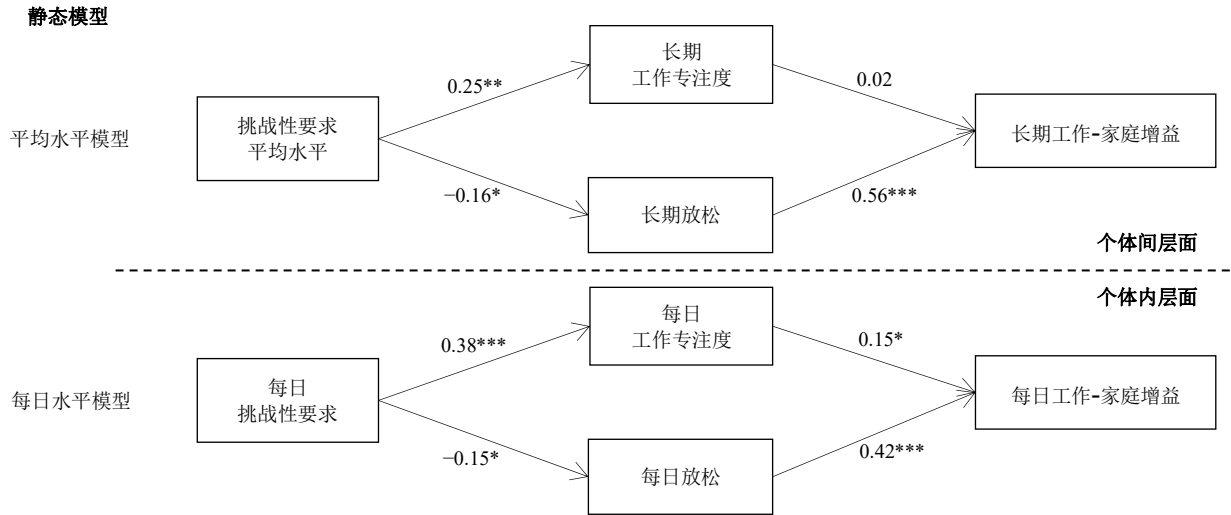 静态模型
长期
工作专注度
0.25**
0.02
平均水平模型
挑战性要求
平均水平
长期工作-家庭增益
−0.16*
长期放松
0.56***
个体间层面
个体内层面
每日
工作专注度
0.38***
0.15*
每日水平模型
每日
挑战性要求
每日工作-家庭增益
−0.15*
每日放松
0.42***